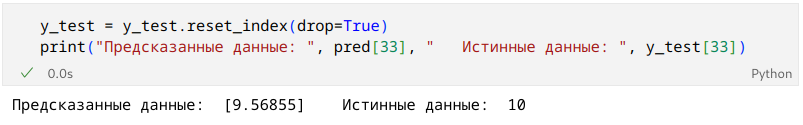 y_test = y_test.reset_index(drop=True)
print("Предсказанные данные: ", pred[33], "   Истинные данные: ", y_test[33])
✓ 0.0s
Python
Предсказанные данные:  [9.56855]    Истинные данные:  10